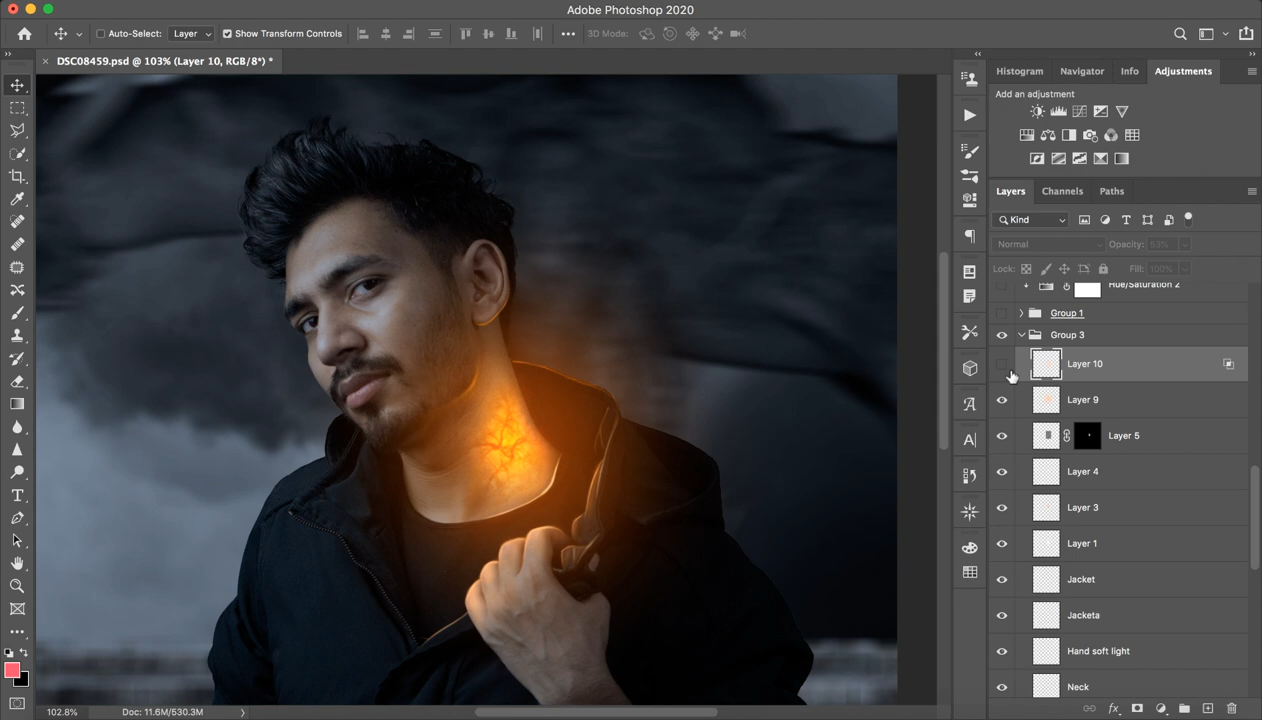 Adobe Photoshop 2020
Auto-Select: Layer Show Transform Controls 3D Mode:
DSC08459.psd @ 103% (Layer 10, RGB/8*) *
Histogram Navigator Info Adjustments
Add an adjustment
Layers Channels Paths
Kind
Normal Opacity: 53%
Lock: Fill: 100%
Hue/Saturation 2
Group 1
Group 3
Layer 10
Layer 9
Layer 5
Layer 4
Layer 3
Layer 1
Jacket
Jacketa
Hand soft light
Neck
102.8% Doc: 11.6M/530.3M